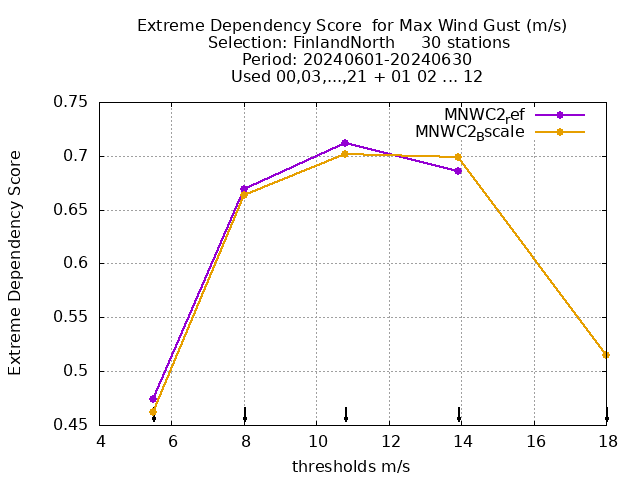 Extreme Dependency Score  for Max Wind Gust (m/s)
Selection: FinlandNorth     30 stations
Period: 20240601-20240630
Used 00,03,...,21 + 01 02 ... 12
MNWC2ref
MNWC2Bscale
Extreme Dependency Score
0.75
0.7
0.65
0.6
0.55
0.5
0.45
4 6 8 10 12 14 16 18
thresholds m/s